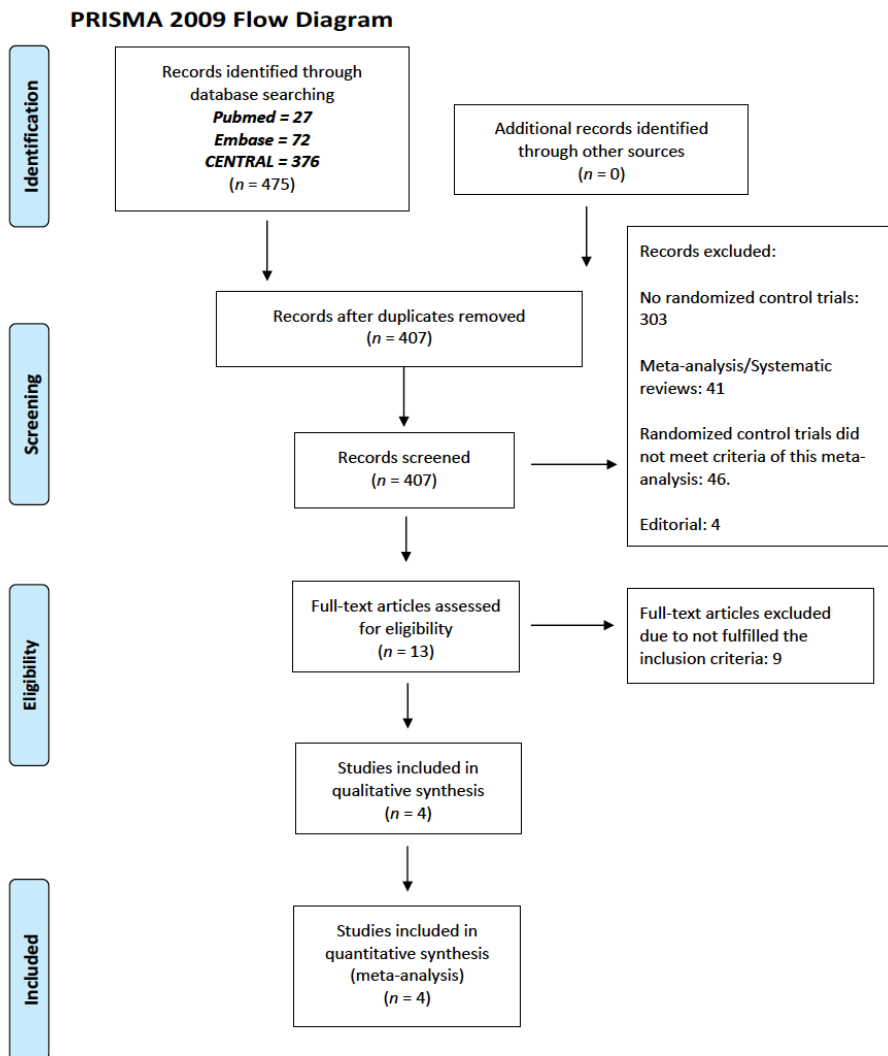 PRISMA 2009 Flow Diagram
Identification
Records identified through
database searching
Pubmed = 27
Embase = 72
CENTRAL = 376
(n = 475)
Additional records identified
through other sources
(n = 0)
Screening
Records after duplicates removed
(n = 407)
Records screened
(n = 407)
Records excluded:
No randomized control trials:
303
Meta-analysis/Systematic
reviews: 41
Randomized control trials did
not meet criteria of this meta-
analysis: 46.
Editorial: 4
Eligibility
Full-text articles assessed
for eligibility
(n = 13)
Full-text articles excluded
due to not fulfilled the
inclusion criteria: 9
Studies included in
qualitative synthesis
(n = 4)
Included
Studies included in
quantitative synthesis
(meta-analysis)
(n = 4)